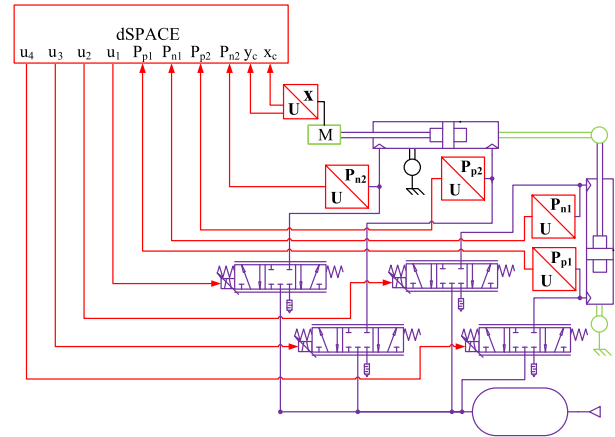 dSPACE
u4 u3 u2 u1 Pp1 Pn1 Pp2 Pn2 yc xc
X
U
M
Pn2
U
Pp2
U
Pn1
U
Pp1
U